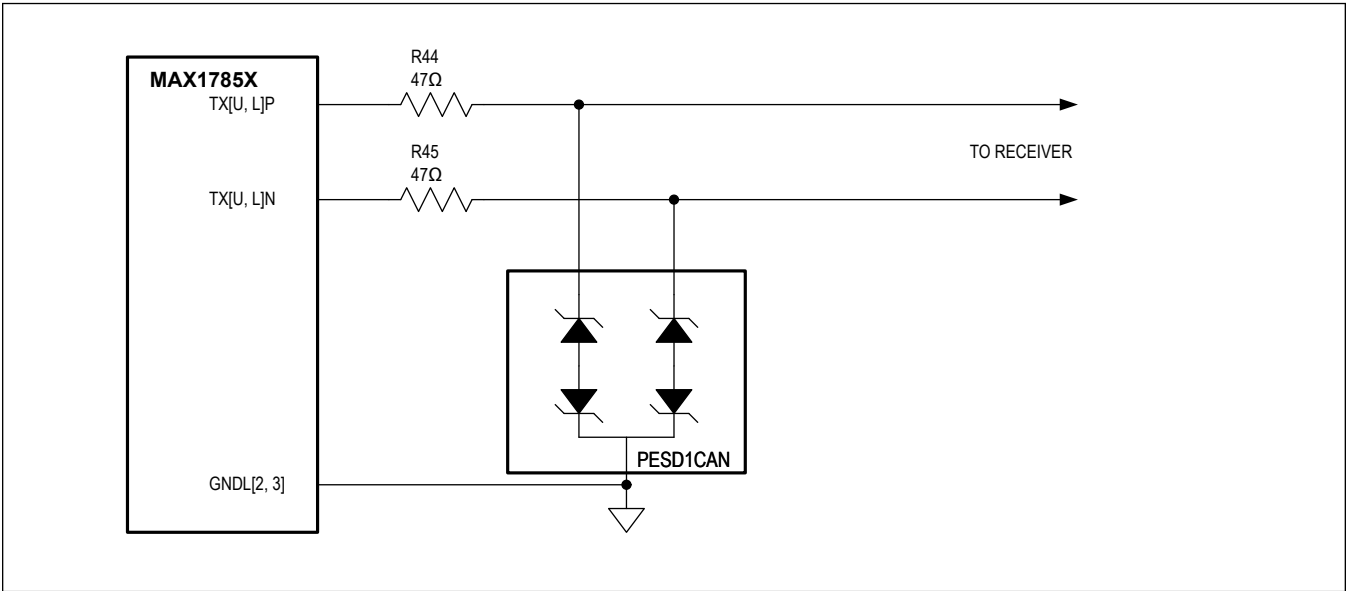 MAX1785X
R44
47Ω
TX[U, L]P
R45
47Ω
TO RECEIVER
TX[U, L]N
PESD1CAN
GNDL[2, 3]